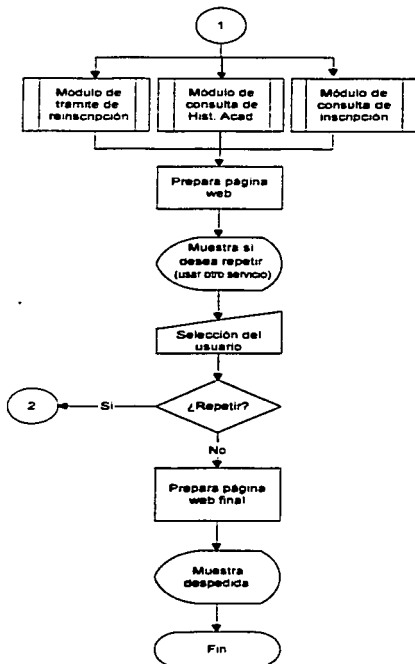 1
Módulo de
tramite de
reinscripción
Módulo de
consulta de
Hist. Acad
Módulo de
consulta de
inscripción
Prepara página
web
Muestra si
desea repetir
(usar otro servicio)
Selección del
usuario
¿Repetir?
Si
2
No
Prepara página
web final
Muestra
despedida
Fin